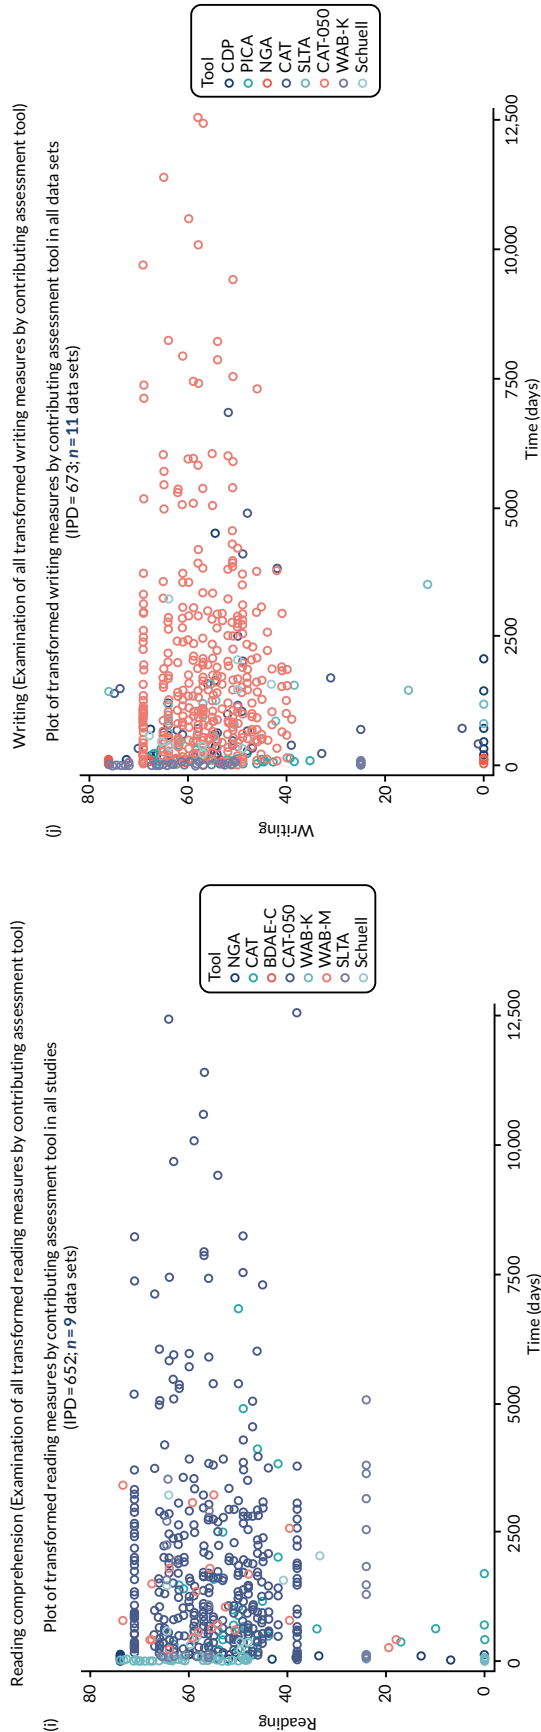 (i)
Reading comprehension (Examination of all transformed reading measures by contributing assessment tool)
Plot of transformed reading measures by contributing assessment tool in all studies
(IPD = 652; n = 9 data sets)
80
60
40
20
0
Reading
0
2500
5000
7500
10,000
12,500
Time (days)
Tool
NGA
CAT
BDAE-C
CAT-050
WAB-K
WAB-M
SLTA
Schuell
(j)
Writing (Examination of all transformed writing measures by contributing assessment tool)
Plot of transformed writing measures by contributing assessment tool in all data sets
(IPD = 673; n = 11 data sets)
80
60
40
20
0
Writing
0
2500
5000
7500
10,000
12,500
Time (days)
Tool
CDP
PICA
NGA
CAT
SLTA
CAT-050
WAB-K
Schuell